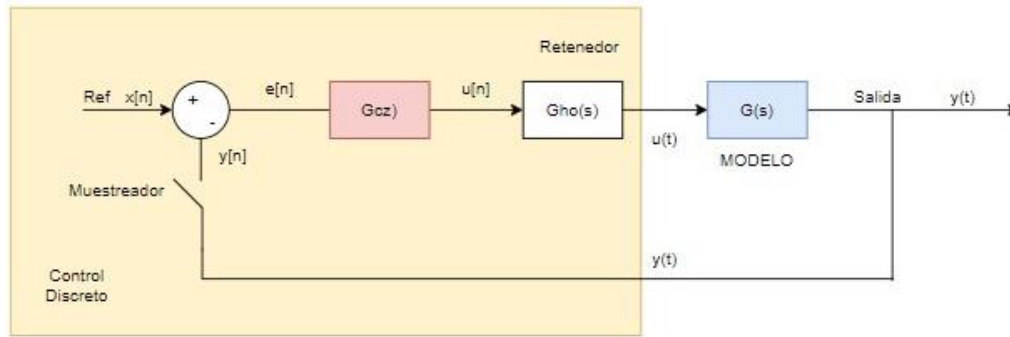 Retenedor
Ref x[n]
+
-
e[n]
Gcz)
u[n]
Gho(s)
u(t)
G(s)
MODELO
Salida
y(t)
y[n]
Muestreador
y(t)
Control
Discreto